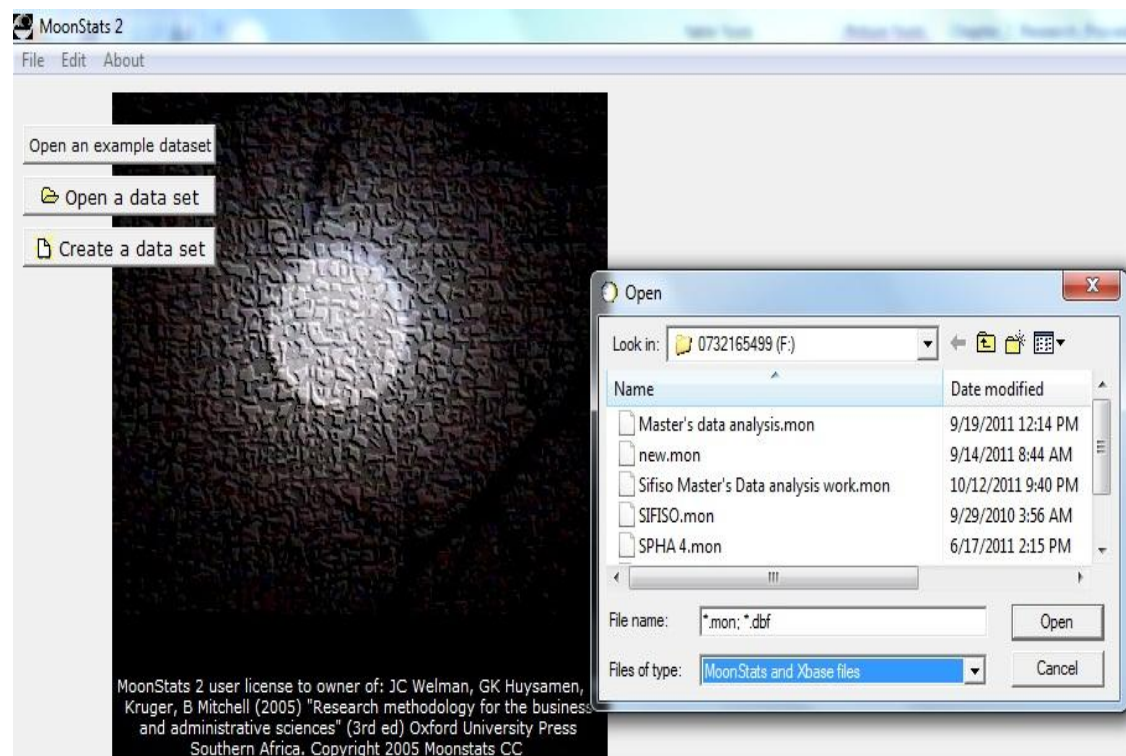 MoonStats 2
File Edit About
Open an example dataset
Open a data set
Create a data set
Open
X
Look in: 0732165499 (F:)
Name Date modified
Master's data analysis.mon 9/19/2011 12:14 PM
new.mon 9/14/2011 8:44 AM
Sifiso Master's Data analysis work.mon 10/12/2011 9:40 PM
SIFISO.mon 9/29/2010 3:56 AM
SPHA 4.mon 6/17/2011 2:15 PM
File name: *.mon; *.dbf Open
Files of type: MoonStats and Xbase files Cancel
MoonStats 2 user license to owner of: JC Welman, GK Huysamen,
Kruger, B Mitchell (2005) "Research methodology for the business
and administrative sciences" (3rd ed) Oxford University Press
Southern Africa. Copyright 2005 Moonstats CC